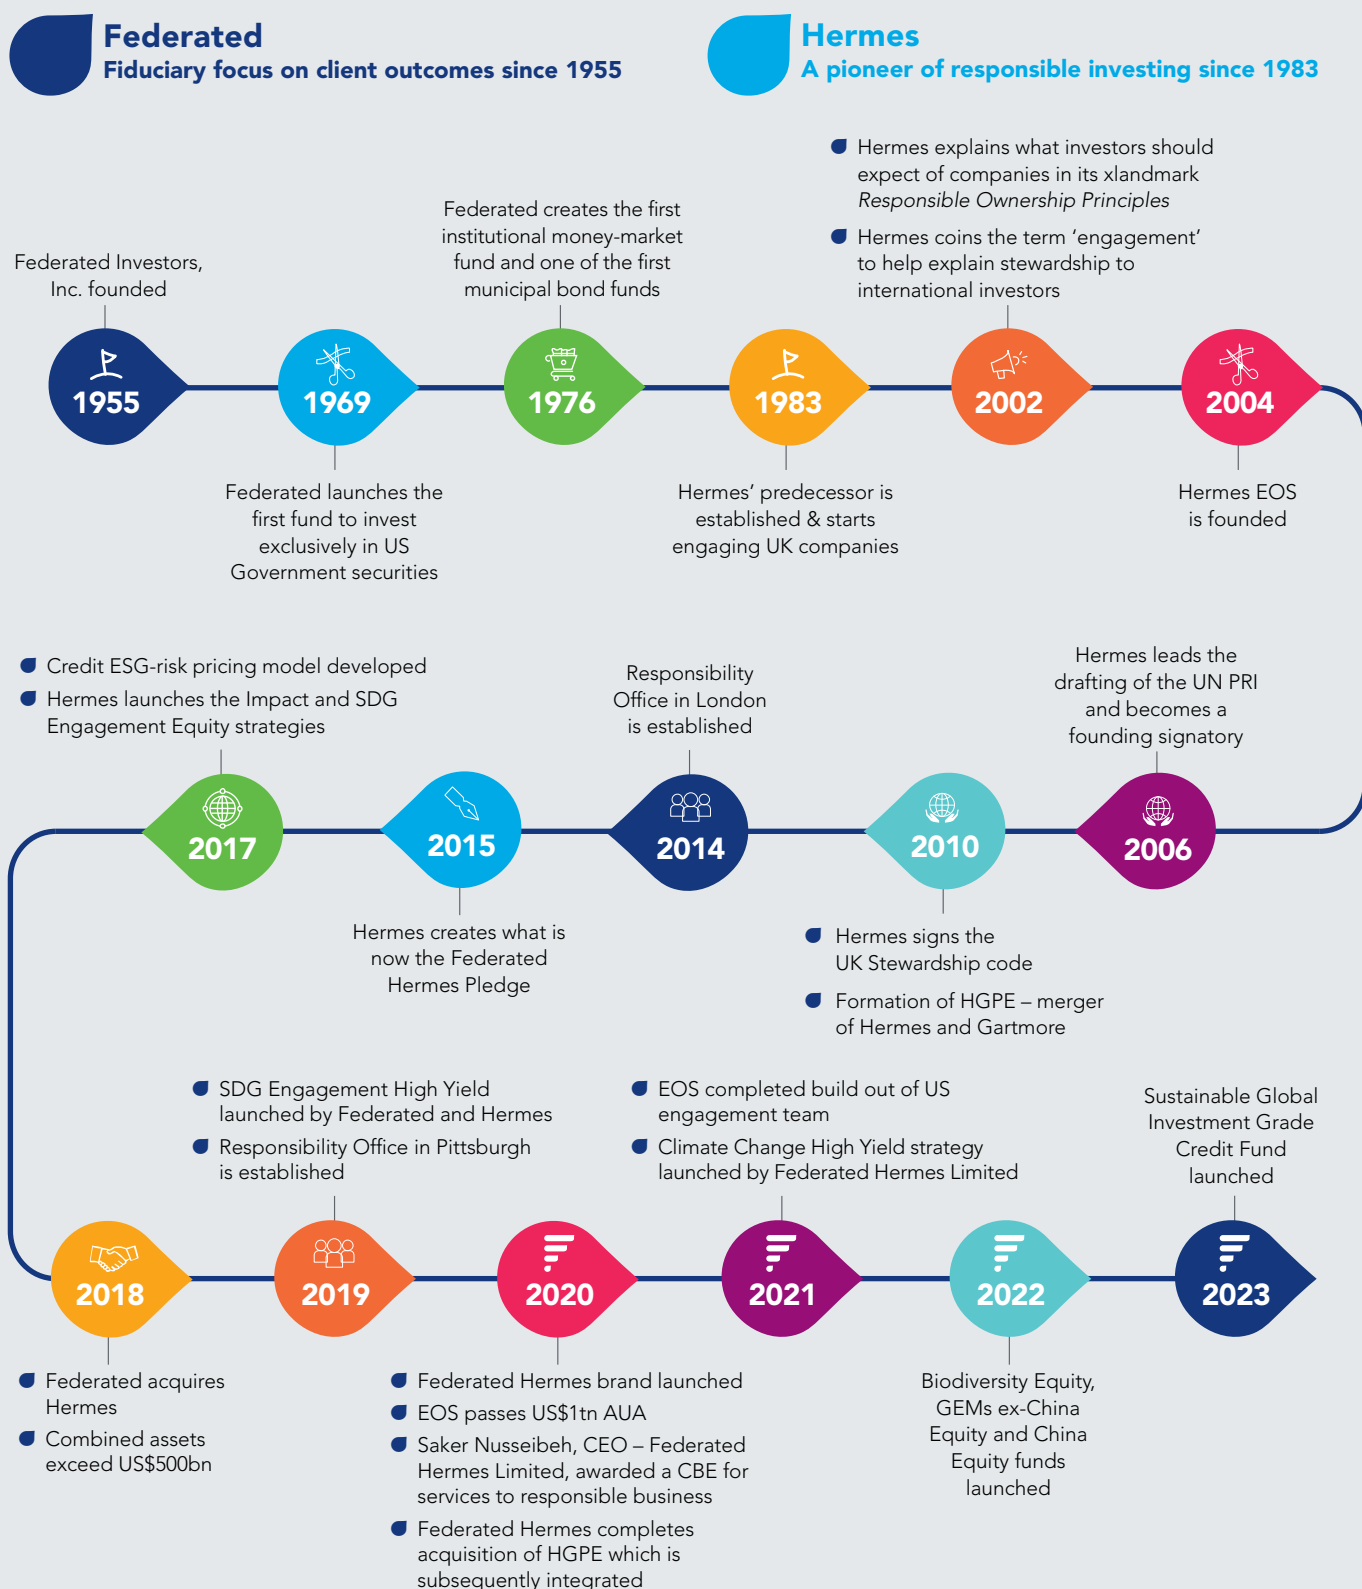 Federated
Fiduciary focus on client outcomes since 1955
Hermes
A pioneer of responsible investing since 1983
Federated Investors,
Inc. founded
Federated creates the first
institutional money-market
fund and one of the first
municipal bond funds
Hermes explains what investors should
expect of companies in its xlandmark
Responsible Ownership Principles
Hermes coins the term ‘engagement’
to help explain stewardship to
international investors
1955
1969
1976
1983
2002
2004
Federated launches the
first fund to invest
exclusively in US
Government securities
Hermes’ predecessor is
established & starts
engaging UK companies
Hermes EOS
is founded
Credit ESG-risk pricing model developed
Hermes launches the Impact and SDG
Engagement Equity strategies
Responsibility
Office in London
is established
Hermes leads the
drafting of the UN PRI
and becomes a
founding signatory
2017
2015
2014
2010
2006
Hermes creates what is
now the Federated
Hermes Pledge
Hermes signs the
UK Stewardship code
Formation of HGPE – merger
of Hermes and Gartmore
SDG Engagement High Yield
launched by Federated and Hermes
Responsibility Office in Pittsburgh
is established
EOS completed build out of US
engagement team
Climate Change High Yield strategy
launched by Federated Hermes Limited
Sustainable Global
Investment Grade
Credit Fund
launched
2018
2019
2020
2021
2022
2023
Federated acquires
Hermes
Combined assets
exceed US$500bn
Federated Hermes brand launched
EOS passes US$1tn AUA
Saker Nusseibeh, CEO – Federated
Hermes Limited, awarded a CBE for
services to responsible business
Federated Hermes completes
acquisition of HGPE which is
subsequently integrated
Biodiversity Equity,
GEMs ex-China
Equity and China
Equity funds
launched